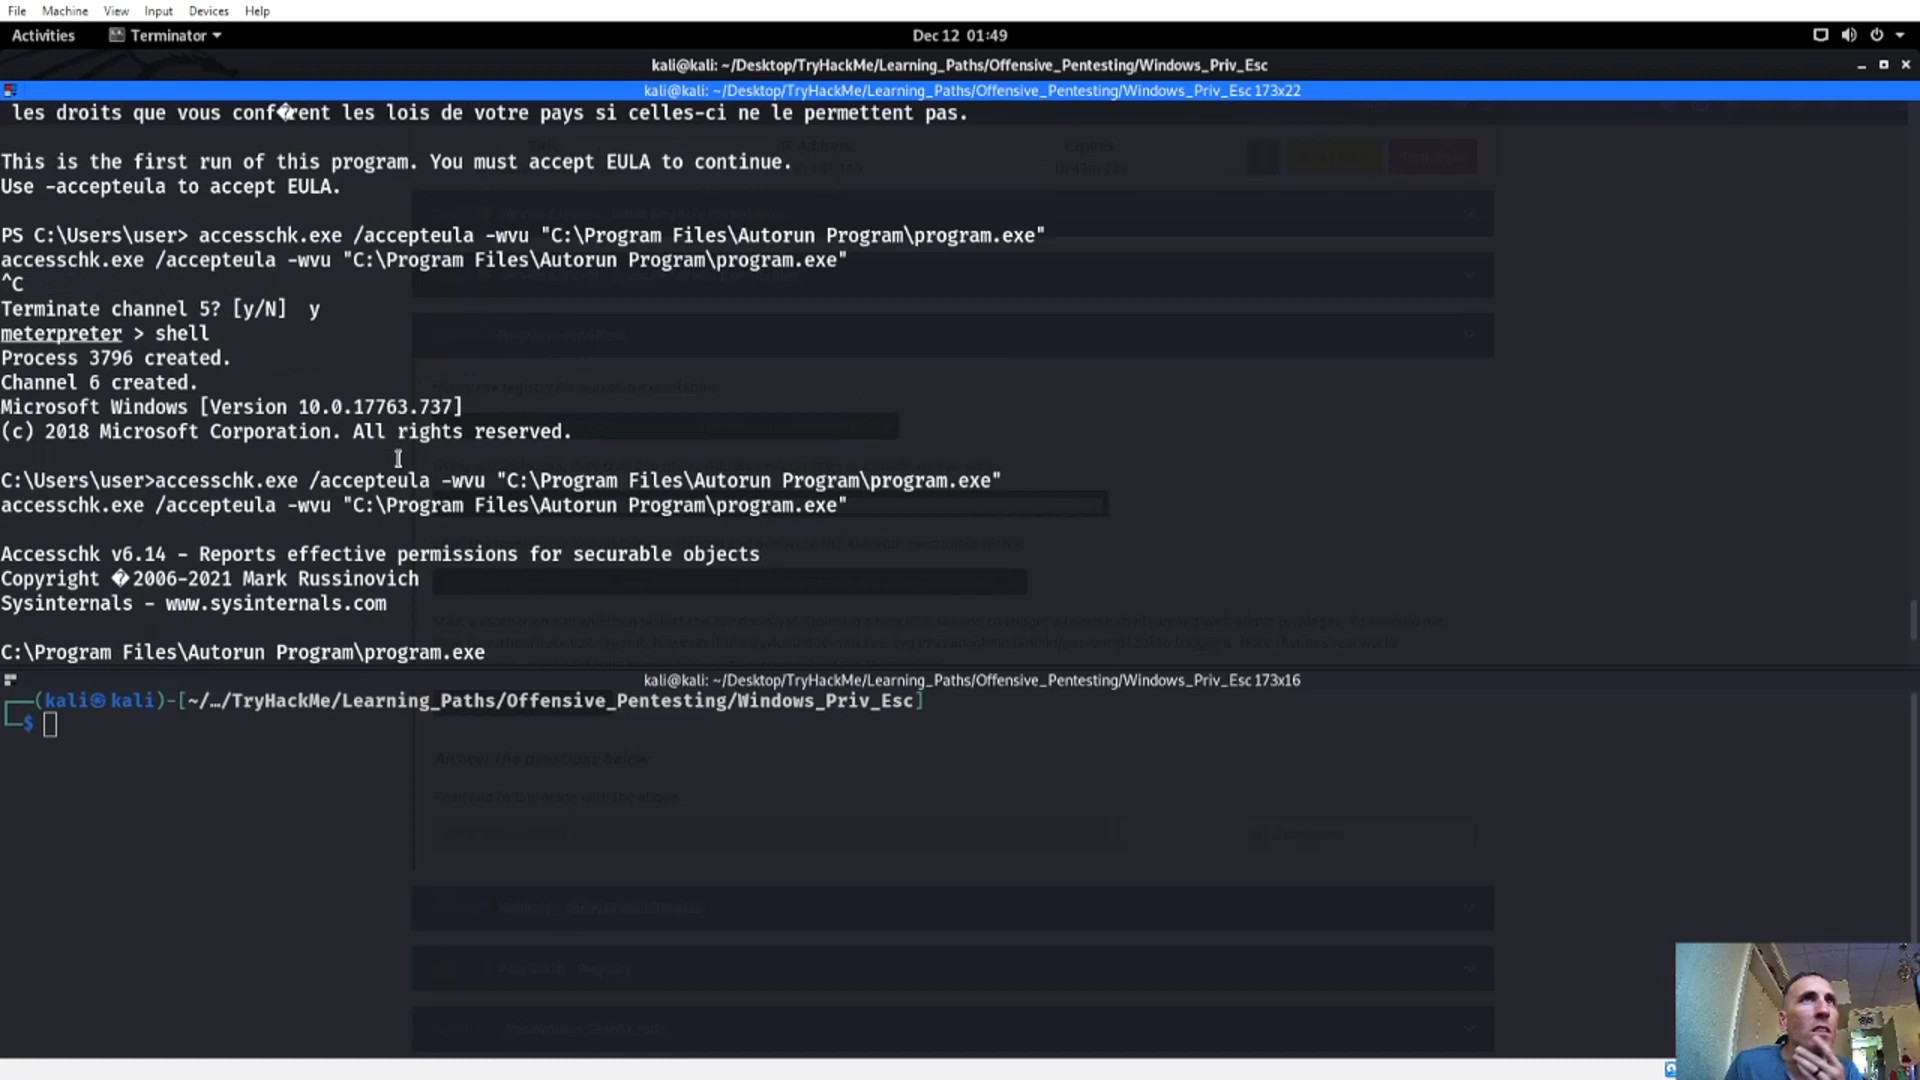 File Machine View Input Devices Help
Activities Terminator Dec 12 01:49
kali@kali: ~/Desktop/TryHackMe/Learning_Paths/Offensive_Pentesting/Windows_Priv_Esc
kali@kali: ~/Desktop/TryHackMe/Learning_Paths/Offensive_Pentesting/Windows_Priv_Esc 173x22
les droits que vous conf�rent les lois de votre pays si celles-ci ne le permettent pas.
This is the first run of this program. You must accept EULA to continue.
Use -accepteula to accept EULA.
PS C:\Users\user> accesschk.exe /accepteula -wvu "C:\Program Files\Autorun Program\program.exe"
accesschk.exe /accepteula -wvu "C:\Program Files\Autorun Program\program.exe"
^C
Terminate channel 5? [y/N] y
meterpreter > shell
Process 3796 created.
Channel 6 created.
Microsoft Windows [Version 10.0.17763.737]
(c) 2018 Microsoft Corporation. All rights reserved.
C:\Users\user>accesschk.exe /accepteula -wvu "C:\Program Files\Autorun Program\program.exe"
accesschk.exe /accepteula -wvu "C:\Program Files\Autorun Program\program.exe"
Accesschk v6.14 - Reports effective permissions for securable objects
Copyright �2006-2021 Mark Russinovich
Sysinternals - www.sysinternals.com
C:\Program Files\Autorun Program\program.exe
kali@kali: ~/Desktop/TryHackMe/Learning_Paths/Offensive_Pentesting/Windows_Priv_Esc 173x16
(kali㉿kali)-[~/…/TryHackMe/Learning_Paths/Offensive_Pentesting/Windows_Priv_Esc]
$
Answer the questions below